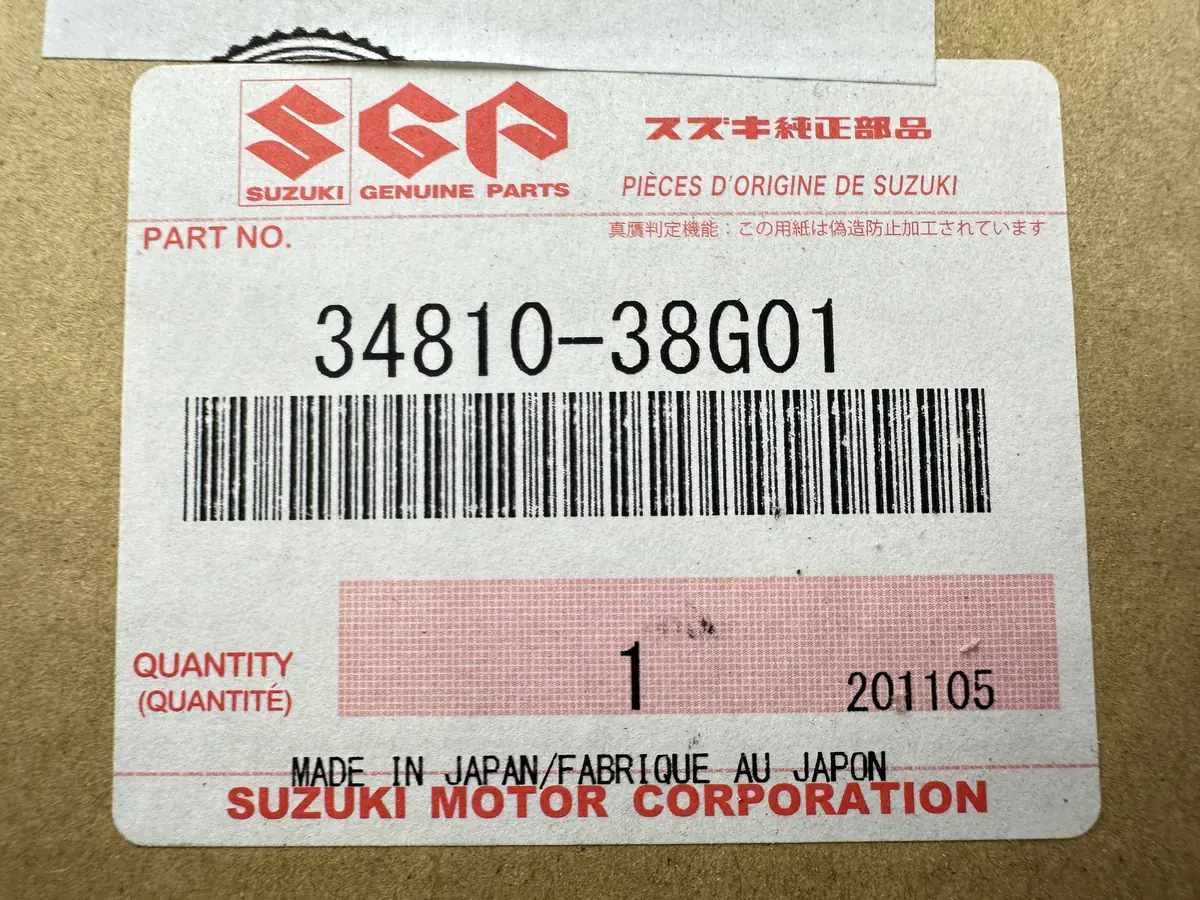 SGP
スズキ純正部品
SUZUKI GENUINE PARTS
PIÈCES D'ORIGINE DE SUZUKI
PART NO.
真贋判定機能：この用紙は偽造防止加工されています
34810-38G01
QUANTITY
(QUANTITÉ)
1
201105
MADE IN JAPAN/FABRIQUE AU JAPON
SUZUKI MOTOR CORPORATION